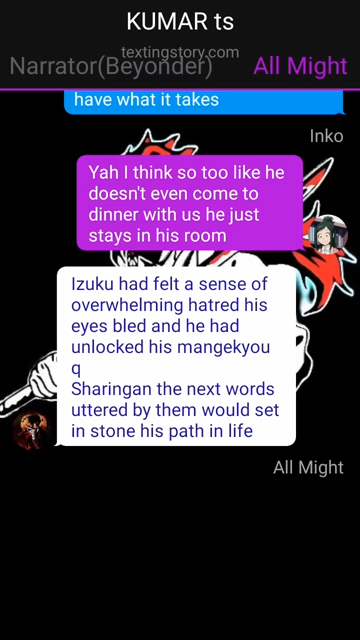 KUMAR ts
textingstory.com
Narrator(Beyonder) All Might
have what it takes
Inko
Yah I think so too like he
doesn't even come to
dinner with us he just
stays in his room
Izuku had felt a sense of
overwhelming hatred his
eyes bled and he had
unlocked his mangekyou
q
Sharingan the next words
uttered by them would set
in stone his path in life
All Might